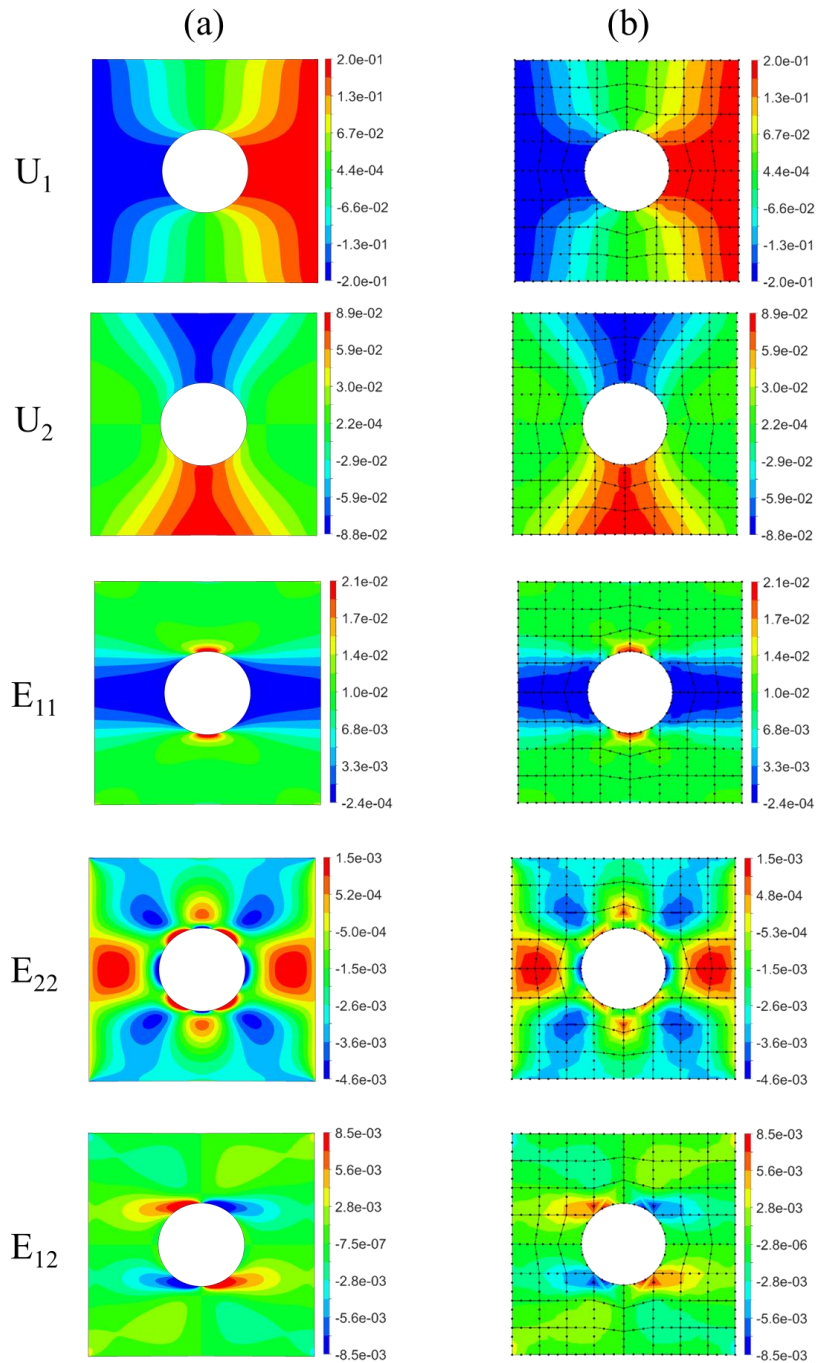 (a) (b)
U1
2.0e-01
1.3e-01
6.7e-02
4.4e-04
-6.6e-02
-1.3e-01
-2.0e-01
2.0e-01
1.3e-01
6.7e-02
4.4e-04
-6.6e-02
-1.3e-01
-2.0e-01
U2
8.9e-02
5.9e-02
3.0e-02
2.2e-04
-2.9e-02
-5.9e-02
-8.8e-02
8.9e-02
5.9e-02
3.0e-02
2.2e-04
-2.9e-02
-5.9e-02
-8.8e-02
E11
2.1e-02
1.7e-02
1.4e-02
1.0e-02
6.8e-03
3.3e-03
-2.4e-04
2.1e-02
1.7e-02
1.4e-02
1.0e-02
6.8e-03
3.3e-03
-2.4e-04
E22
1.5e-03
5.2e-04
-5.0e-04
-1.5e-03
-2.6e-03
-3.6e-03
-4.6e-03
1.5e-03
4.8e-04
-5.3e-04
-1.5e-03
-2.6e-03
-3.6e-03
-4.6e-03
E12
8.5e-03
5.6e-03
2.8e-03
-7.5e-07
-2.8e-03
-5.6e-03
-8.5e-03
8.5e-03
5.6e-03
2.8e-03
-2.8e-06
-2.8e-03
-5.6e-03
-8.5e-03